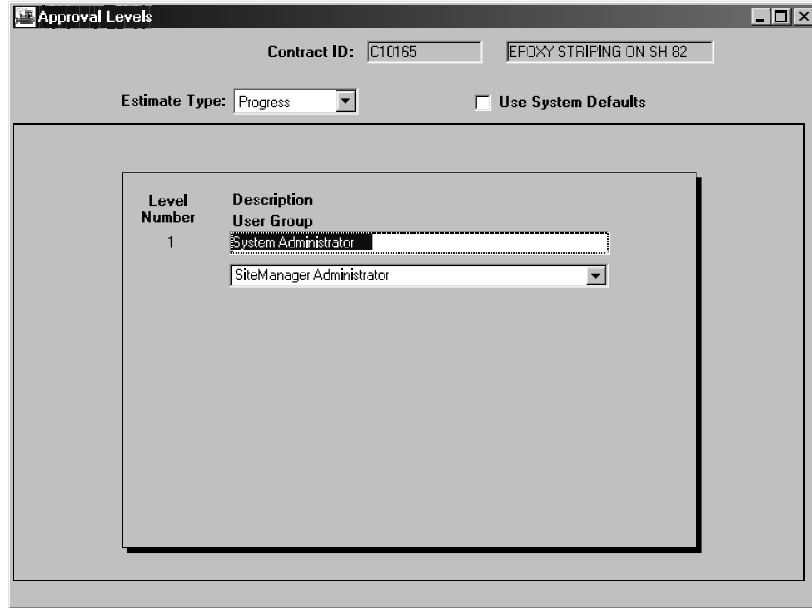 Approval Levels
Contract ID: C10165 EFOXY STRIPING ON SH 82
Estimate Type: Progress Use System Defaults
Level Number Description
User Group
1 System Administrator
SiteManager Administrator